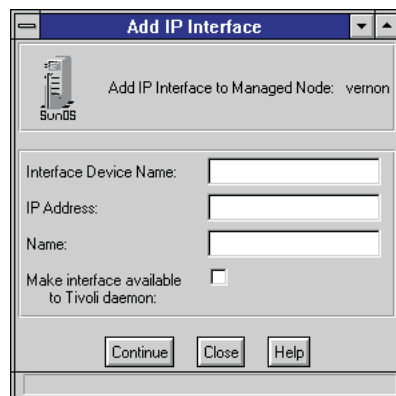 Add IP Interface
Add IP Interface to Managed Node: vernon
SunOS
Interface Device Name:
IP Address:
Name:
Make interface available
to Tivoli daemon:
Continue Close Help